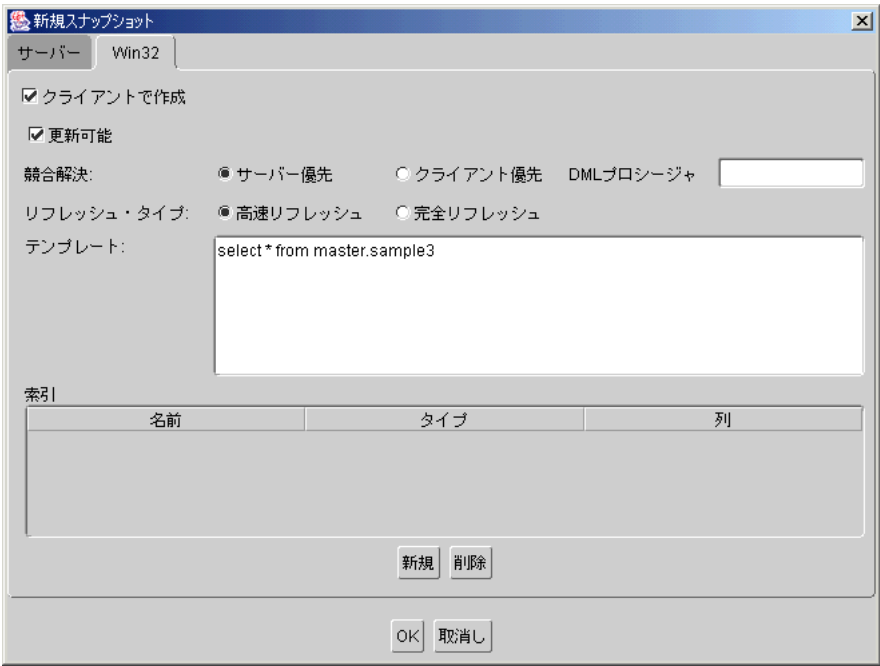 新規スナップショット
サーバー Win32
クライアントで作成
更新可能
競合解決: サーバー優先 クライアント優先 DMLプロシージャ
リフレッシュ・タイプ: 高速リフレッシュ 完全リフレッシュ
テンプレート: select * from master.sample3
索引
名前 タイプ 列
新規 削除
OK 取消し